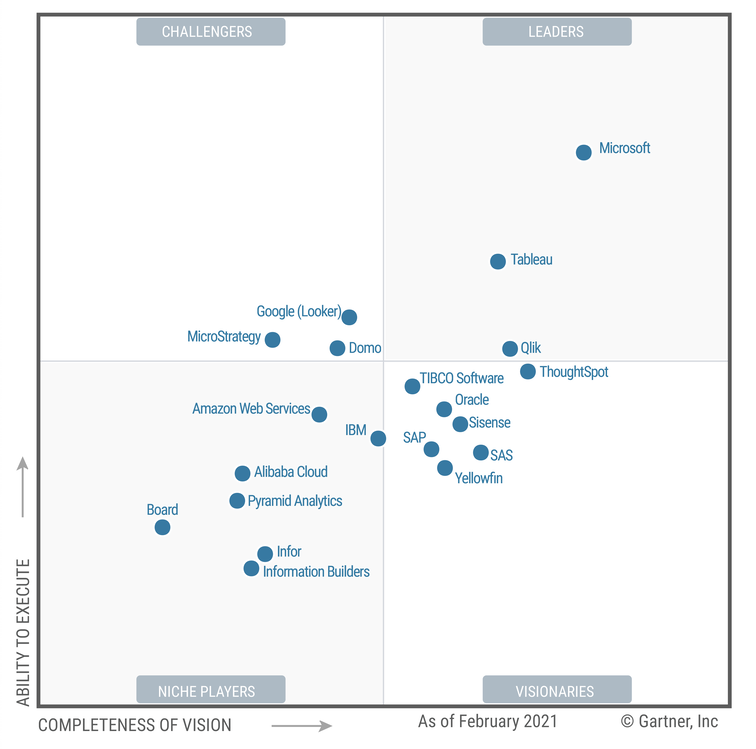 CHALLENGERS
LEADERS
Microsoft
Tableau
Google (Looker)
MicroStrategy
Domo
Qlik
ThoughtSpot
TIBCO Software
Oracle
Amazon Web Services
Sisense
IBM
SAP
SAS
Alibaba Cloud
Yellowfin
Pyramid Analytics
Board
Infor
Information Builders
ABILITY TO EXECUTE
NICHE PLAYERS
VISIONARIES
COMPLETENESS OF VISION
As of February 2021
© Gartner, Inc